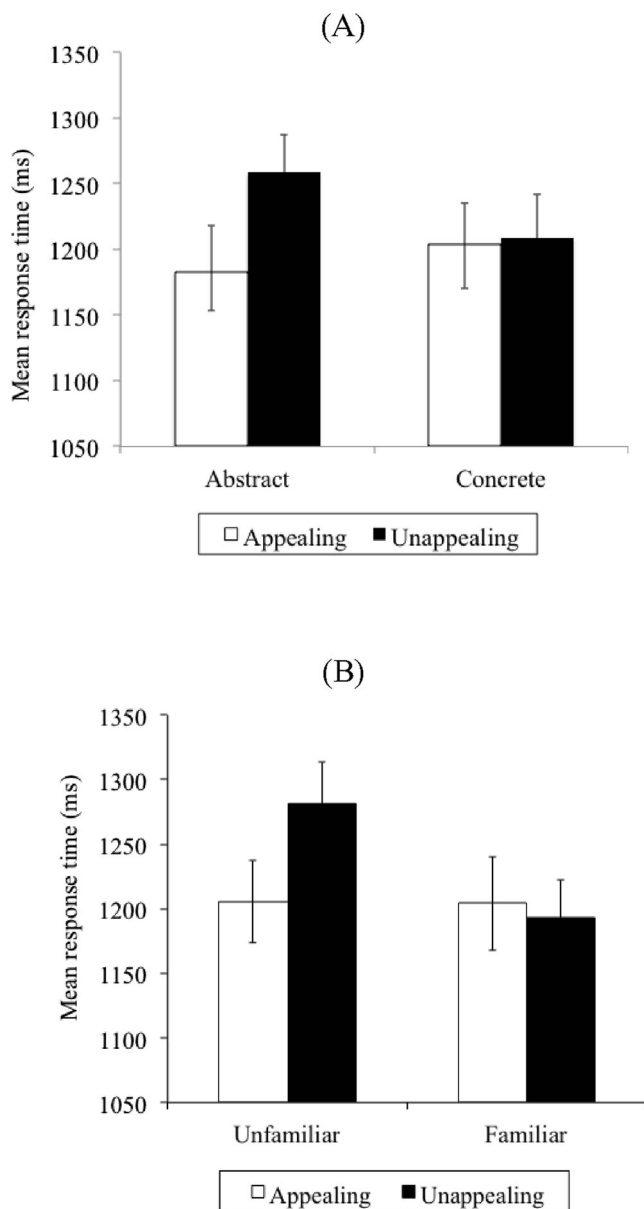 (A)
Mean response time (ms)
1350
1300
1250
1200
1150
1100
1050
Abstract Concrete
Appealing Unappealing
(B)
Mean response time (ms)
1350
1300
1250
1200
1150
1100
1050
Unfamiliar Familiar
Appealing Unappealing